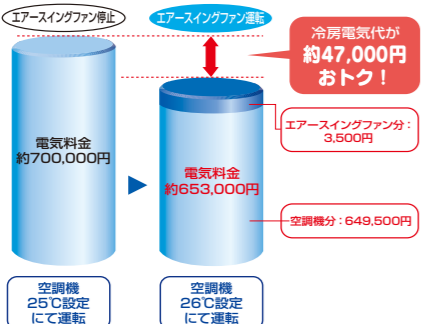 エアースイングファン停止
エアースイングファン運転
冷房電気代が
約47,000円
おトク！
エアースイングファン分：
3,500円
電気料金
約700,000円
電気料金
約653,000円
空調機分：649,500円
空調機
25℃設定
にて運転
空調機
26℃設定
にて運転